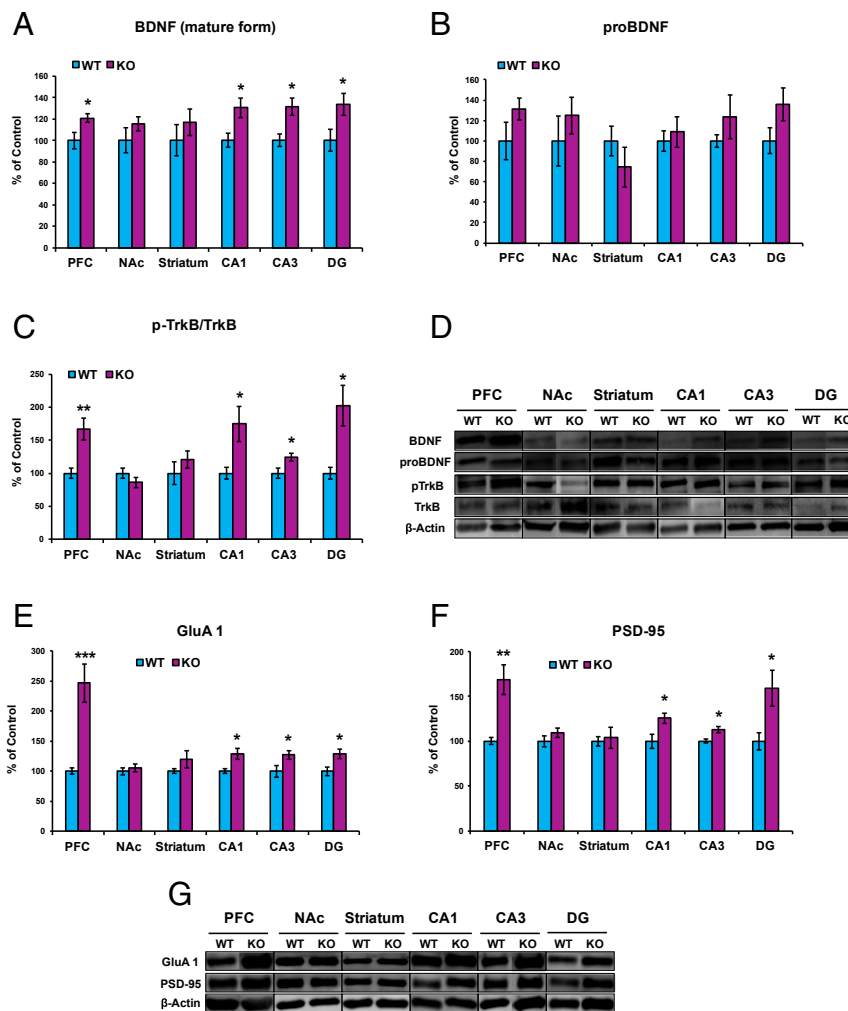 A
BDNF (mature form)
WT KO
% of Control
140
120
100
80
60
40
20
0
* * * *
PFC NAc Striatum CA1 CA3 DG
B
proBDNF
WT KO
% of Control
160
140
120
100
80
60
40
20
0
PFC NAc Striatum CA1 CA3 DG
C
p-TrkB/TrkB
WT KO
% of Control
250
200
150
100
50
0
** * * *
PFC NAc Striatum CA1 CA3 DG
D
PFC NAc Striatum CA1 CA3 DG
WT KO WT KO WT KO WT KO WT KO WT KO
BDNF
proBDNF
pTrkB
TrkB
β-Actin
E
GluA 1
WT KO
% of Control
300
250
200
150
100
50
0
*** * * *
PFC NAc Striatum CA1 CA3 DG
F
PSD-95
WT KO
% of Control
200
150
100
50
0
** * * *
PFC NAc Striatum CA1 CA3 DG
G
PFC NAc Striatum CA1 CA3 DG
WT KO WT KO WT KO WT KO WT KO WT KO
GluA 1
PSD-95
β-Actin